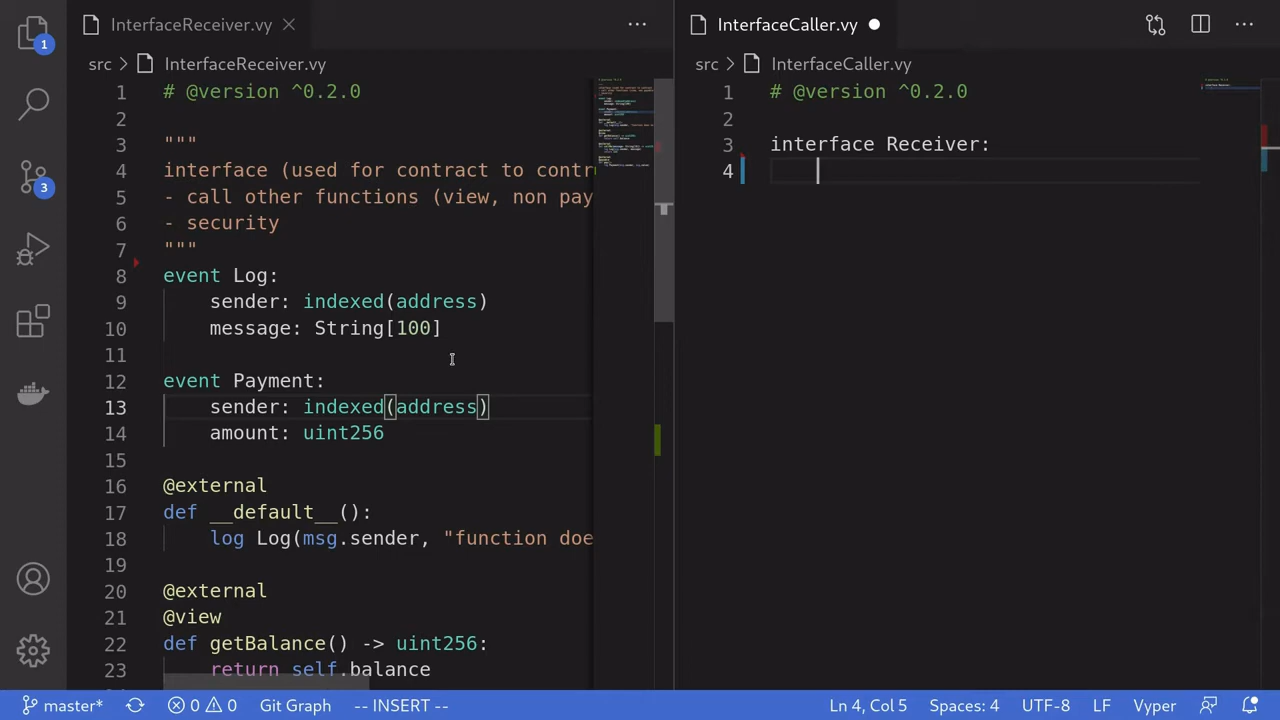 InterfaceReceiver.vy
InterfaceCaller.vy
src > InterfaceReceiver.vy
src > InterfaceCaller.vy
1 # @version ^0.2.0
2
3 """
4 interface (used for contract to contr
5 - call other functions (view, non pay
6 - security
7 """
8 event Log:
9 sender: indexed(address)
10 message: String[100]
11
12 event Payment:
13 sender: indexed(address)
14 amount: uint256
15
16 @external
17 def __default__():
18 log Log(msg.sender, "function doe
19
20 @external
21 @view
22 def getBalance() -> uint256:
23 return self.balance
1 # @version ^0.2.0
2
3 interface Receiver:
4
1
3
master*
0 0
Git Graph
-- INSERT --
Ln 4, Col 5
Spaces: 4
UTF-8
LF
Vyper